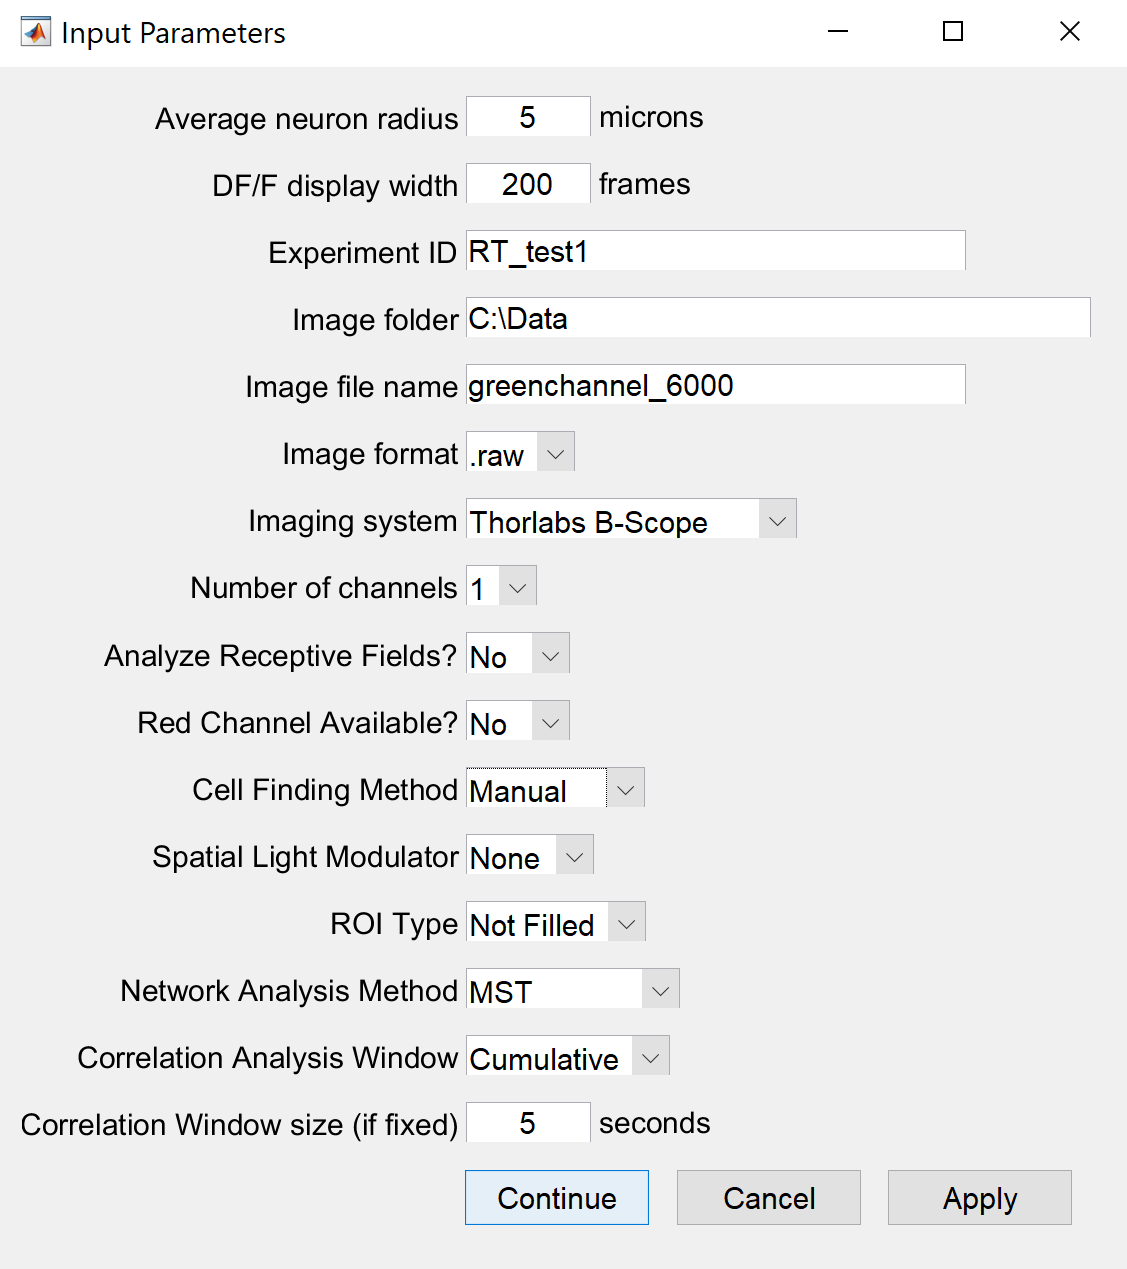 Input Parameters
Average neuron radius 5 microns
DF/F display width 200 frames
Experiment ID RT_test1
Image folder C:\Data
Image file name greenchannel_6000
Image format .raw
Imaging system Thorlabs B-Scope
Number of channels 1
Analyze Receptive Fields? No
Red Channel Available? No
Cell Finding Method Manual
Spatial Light Modulator None
ROI Type Not Filled
Network Analysis Method MST
Correlation Analysis Window Cumulative
Correlation Window size (if fixed) 5 seconds
Continue Cancel Apply